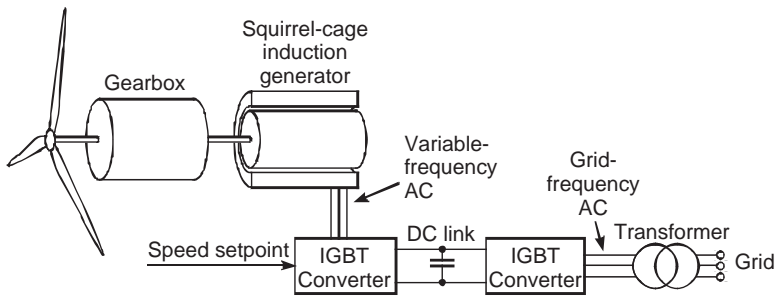 Squirrel-cage
induction
generator
Gearbox
Variable-
frequency
AC
Grid-
frequency
AC
Transformer
Speed setpoint
IGBT
Converter
DC link
IGBT
Converter
Grid